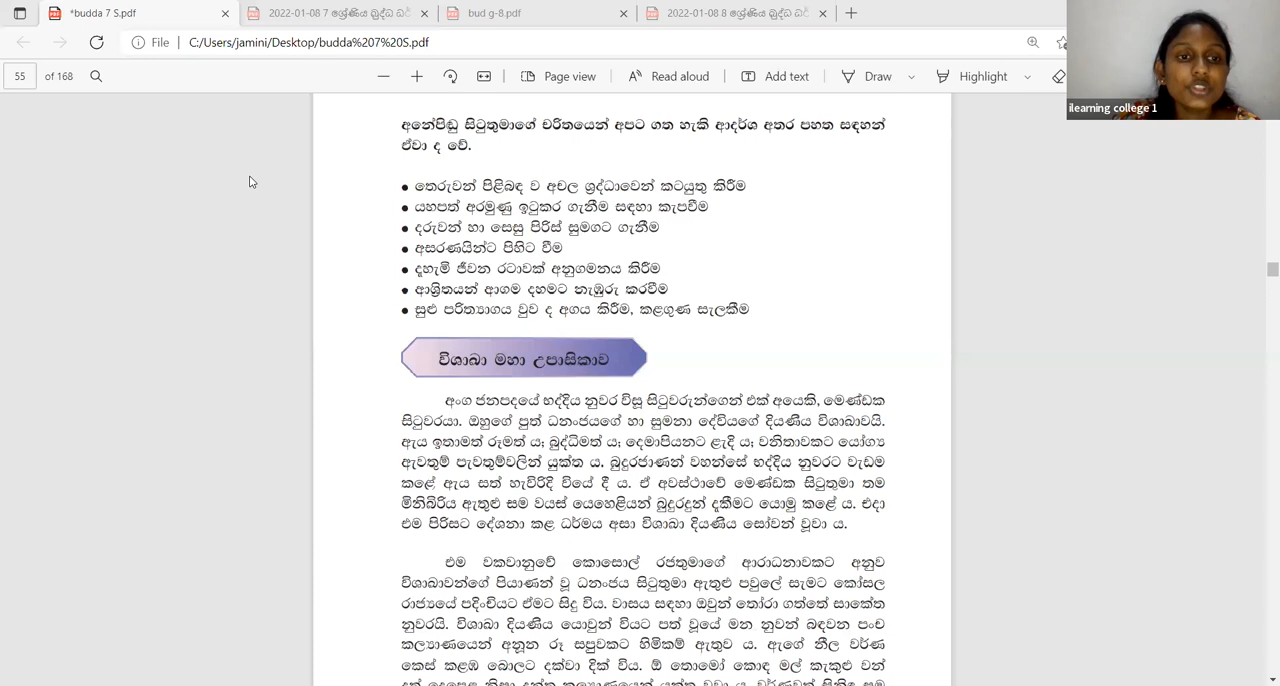 *budda 7 S.pdf
2022-01-08 7 ශ්‍රේණිය බුද්ධ ධර්
bud g-8.pdf
2022-01-08 8 ශ්‍රේණිය බුද්ධ ධර්
File
C:/Users/jamini/Desktop/budda%207%20S.pdf
55 of 168
Page view
Read aloud
Add text
Draw
Highlight
ilearning college 1
අනේපිඬු සිටුතුමාගේ චරිතයෙන් අපට ගත හැකි ආදර්ශ අතර පහත සඳහන්
ඒවා ද වේ.
● තෙරුවන් පිළිබඳ ව අචල ශ්‍රද්ධාවෙන් කටයුතු කිරීම
● යහපත් අරමුණු ඉටුකර ගැනීම සඳහා කැපවීම
● දරුවන් හා සෙසු පිරිස් සුමගට ගැනීම
● අසරණයින්ට පිහිට වීම
● දැහැමි ජීවන රටාවක් අනුගමනය කිරීම
● ආශ්‍රිතයන් ආගම දහමට නැඹුරු කරවීම
● සුළු පරිත්‍යාගය වුව ද අගය කිරීම, කළගුණ සැලකීම
විශාඛා මහා උපාසිකාව
අංග ජනපදයේ භද්දිය නුවර විසූ සිටුවරුන්ගෙන් එක් අයෙකි, මෙණ්ඩක
සිටුවරයා. ඔහුගේ පුත් ධනංජයගේ හා සුමනා දේවියගේ දියණිය විශාඛාවයි.
ඇය ඉතාමත් රූමත් ය; බුද්ධිමත් ය; දෙමාපියනට ළැදි ය; වනිතාවකට යෝග්‍ය
ඇවතුම් පැවතුම්වලින් යුක්ත ය. බුදුරජාණන් වහන්සේ භද්දිය නුවරට වැඩම
කළේ ඇය සත් හැවිරිදි වියේ දී ය. ඒ අවස්ථාවේ මෙණ්ඩක සිටුතුමා තම
මිනිබිරිය ඇතුළු සම වයස් යෙහෙළියන් බුදුරදුන් දැකීමට යොමු කළේ ය. එදා
එම පිරිසට දේශනා කළ ධර්මය අසා විශාඛා දියණිය සෝවන් වූවා ය.
එම වකවානුවේ කොසොල් රජතුමාගේ ආරාධනාවකට අනුව
විශාඛාවන්ගේ පියාණන් වූ ධනංජය සිටුතුමා ඇතුළු පවුලේ සැමට කෝසල
රාජ්‍යයේ පදිංචියට ඒමට සිදු විය. වාසය සඳහා ඔවුන් තෝරා ගත්තේ සාකේත
නුවරයි. විශාඛා දියණිය යොවුන් වියට පත් වූයේ මන නුවන් බඳවන පංච
කල්‍යාණයෙන් අනූන රූ සපුවකට හිමිකම් ඇතුව ය. ඇගේ නීල වර්ණ
කෙස් කළඹ බොලට දක්වා දික් විය. ඕ තොමෝ කොඳ මල් කැකුළු වන්